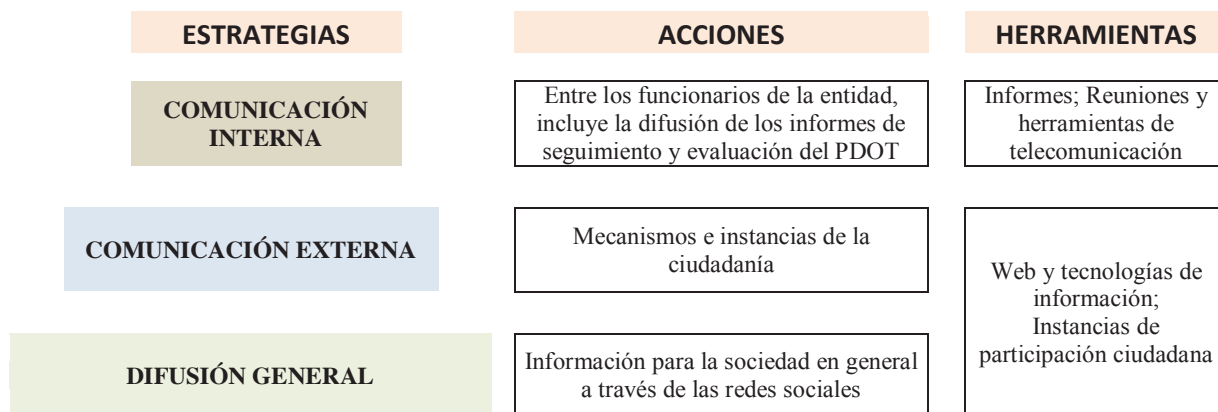 ESTRATEGIAS
ACCIONES
HERRAMIENTAS
COMUNICACIÓN
INTERNA
Entre los funcionarios de la entidad,
incluye la difusión de los informes de
seguimiento y evaluación del PDOT
Informes; Reuniones y
herramientas de
telecomunicación
COMUNICACIÓN EXTERNA
Mecanismos e instancias de la
ciudadanía
Web y tecnologías de
información;
Instancias de
participación ciudadana
DIFUSIÓN GENERAL
Información para la sociedad en general
a través de las redes sociales